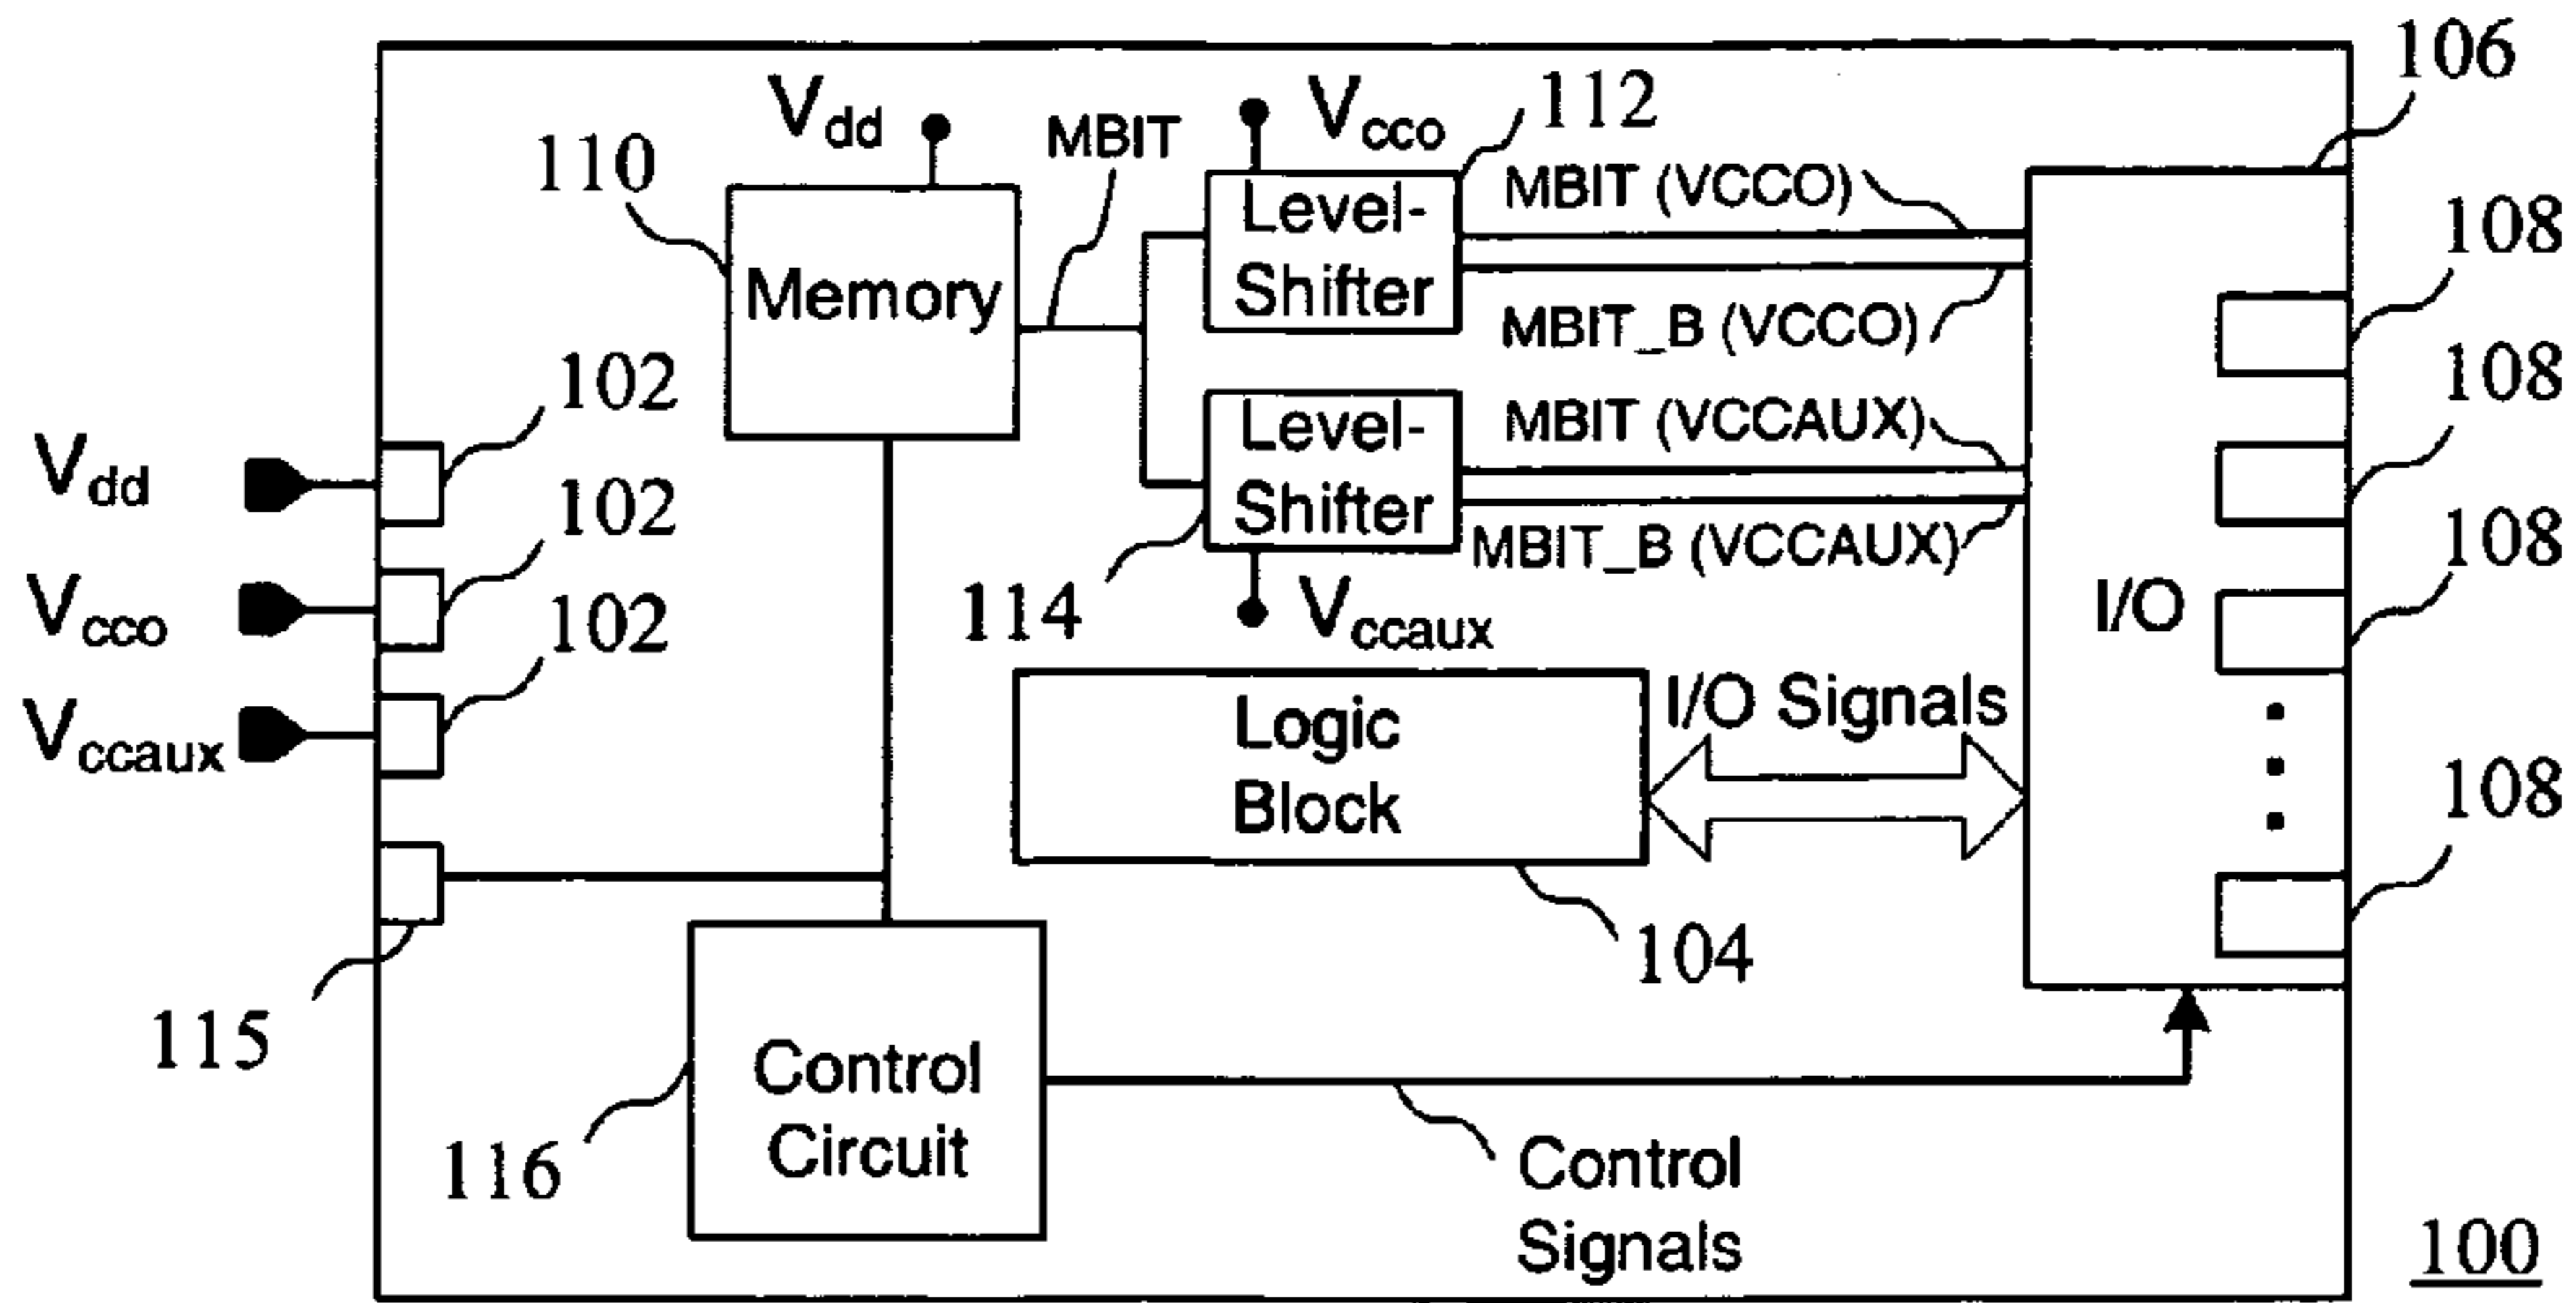 106
Vdd
MBIT
Vcco
112
110
MBIT (VCCO)
Level-
Shifter
108
Memory
MBIT_B (VCCO)
102
108
Vdd
Level-
Shifter
MBIT (VCCAUX)
102
MBIT_B (VCCAUX)
108
Vcco
102
114
Vccaux
I/O
Vccaux
Logic
Block
I/O Signals
108
104
115
Control
Circuit
116
Control
Signals
100